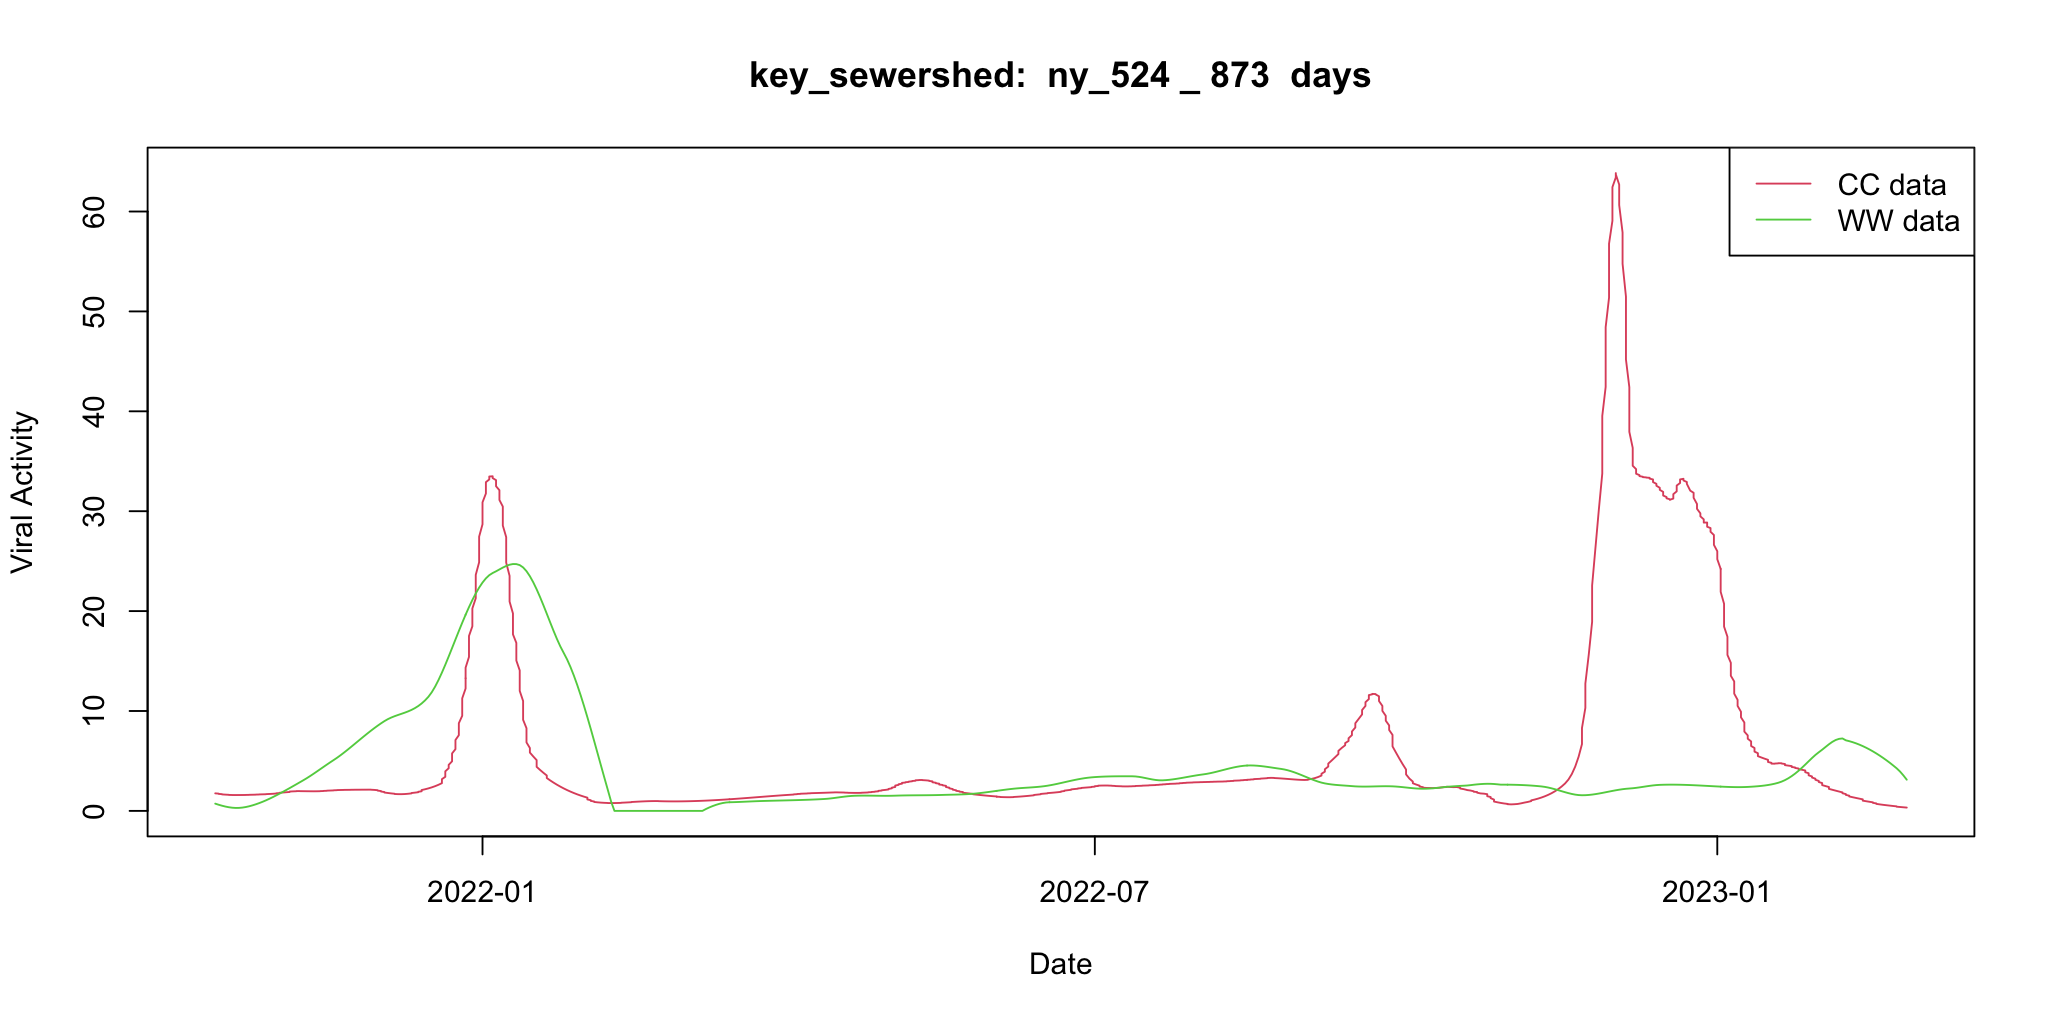 key_sewershed: ny_524 _ 873 days
CC data
WW data
Viral Activity
60
50
40
30
20
10
0
2022-01
2022-07
2023-01
Date